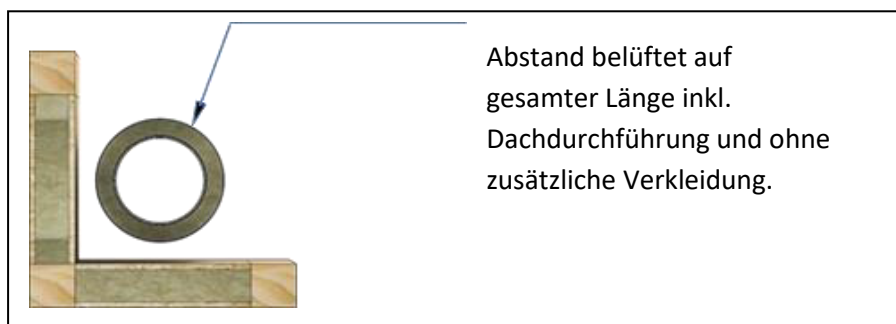 Abstand belüftet auf
gesamter Länge inkl.
Dachdurchführung und ohne
zusätzliche Verkleidung.